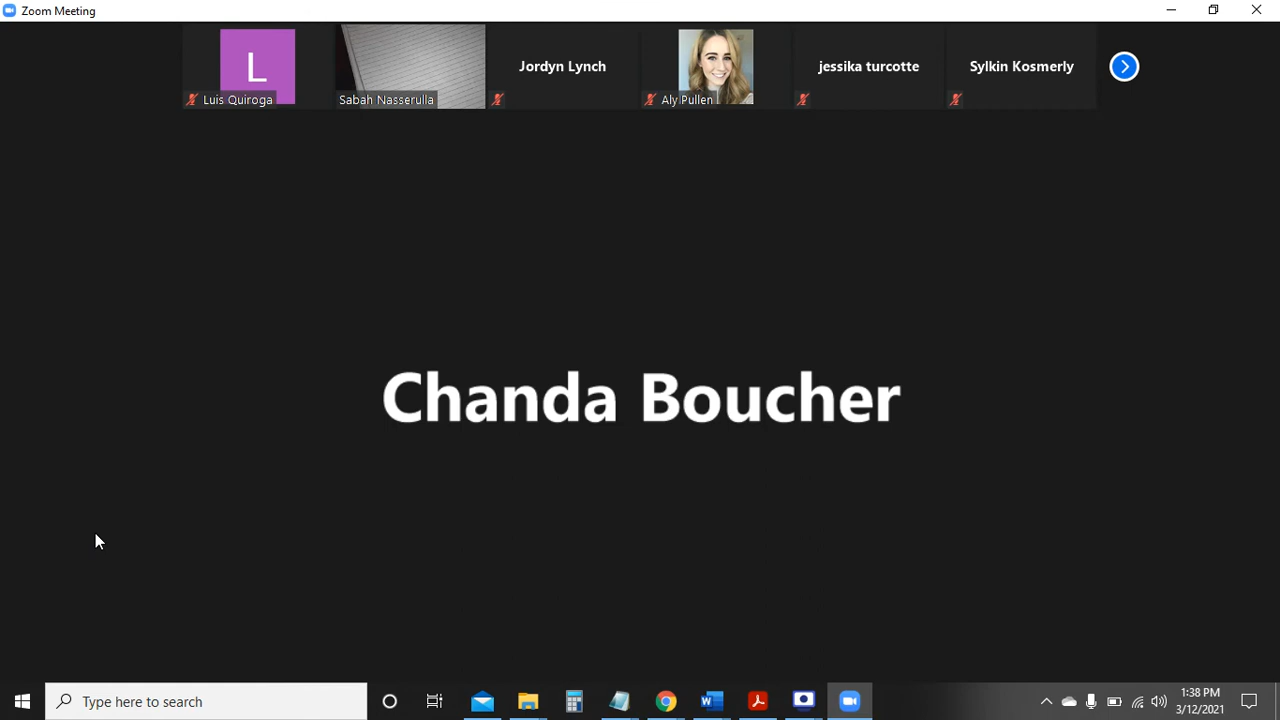 Zoom Meeting
L
Luis Quiroga
Sabah Nasserulla
Jordyn Lynch
Aly Pullen
jessika turcotte
Sylkin Kosmerly
Chanda Boucher
Type here to search
1:38 PM
3/12/2021